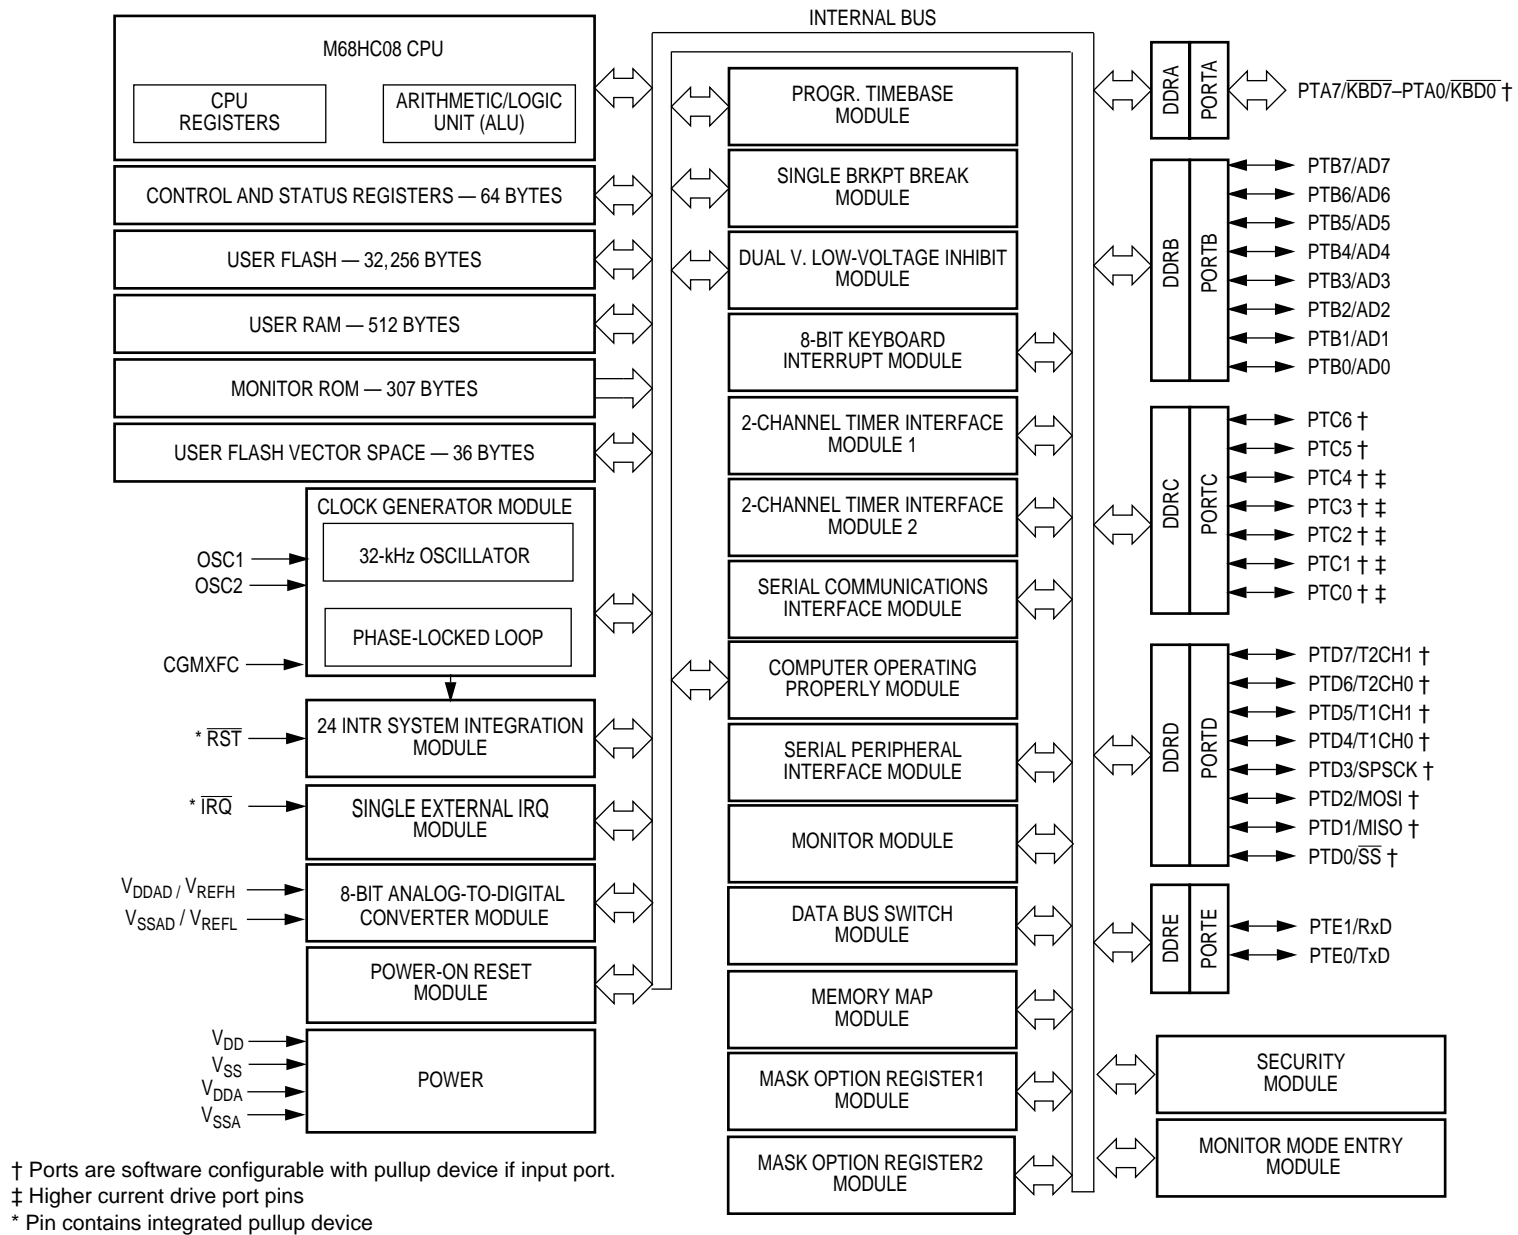 INTERNAL BUS
M68HC08 CPU
CPU
REGISTERS
ARITHMETIC/LOGIC
UNIT (ALU)
CONTROL AND STATUS REGISTERS — 64 BYTES
USER FLASH — 32,256 BYTES
USER RAM — 512 BYTES
MONITOR ROM — 307 BYTES
USER FLASH VECTOR SPACE — 36 BYTES
CLOCK GENERATOR MODULE
32-kHz OSCILLATOR
PHASE-LOCKED LOOP
OSC1
OSC2
CGMXFC
24 INTR SYSTEM INTEGRATION
MODULE
* R̅S̅T̅
SINGLE EXTERNAL IRQ
MODULE
* I̅R̅Q̅
8-BIT ANALOG-TO-DIGITAL
CONVERTER MODULE
VDDAD / VREFH
VSSAD / VREFL
POWER-ON RESET
MODULE
POWER
VDD
VSS
VDDA
VSSA
PROGR. TIMEBASE
MODULE
SINGLE BRKPT BREAK
MODULE
DUAL V. LOW-VOLTAGE INHIBIT
MODULE
8-BIT KEYBOARD
INTERRUPT MODULE
2-CHANNEL TIMER INTERFACE
MODULE 1
2-CHANNEL TIMER INTERFACE
MODULE 2
SERIAL COMMUNICATIONS
INTERFACE MODULE
COMPUTER OPERATING
PROPERLY MODULE
SERIAL PERIPHERAL
INTERFACE MODULE
MONITOR MODULE
DATA BUS SWITCH
MODULE
MEMORY MAP
MODULE
MASK OPTION REGISTER1
MODULE
MASK OPTION REGISTER2
MODULE
DDRA
PORTA
PTA7/K̅B̅D̅7̅–PTA0/K̅B̅D̅0̅ †
DDRB
PORTB
PTB7/AD7
PTB6/AD6
PTB5/AD5
PTB4/AD4
PTB3/AD3
PTB2/AD2
PTB1/AD1
PTB0/AD0
DDRC
PORTC
PTC6 †
PTC5 †
PTC4 † ‡
PTC3 † ‡
PTC2 † ‡
PTC1 † ‡
PTC0 † ‡
DDRD
PORTD
PTD7/T2CH1 †
PTD6/T2CH0 †
PTD5/T1CH1 †
PTD4/T1CH0 †
PTD3/SPSCK †
PTD2/MOSI †
PTD1/MISO †
PTD0/S̅S̅ †
DDRE
PORTE
PTE1/RxD
PTE0/TxD
SECURITY
MODULE
MONITOR MODE ENTRY
MODULE
† Ports are software configurable with pullup device if input port.
‡ Higher current drive port pins
* Pin contains integrated pullup device